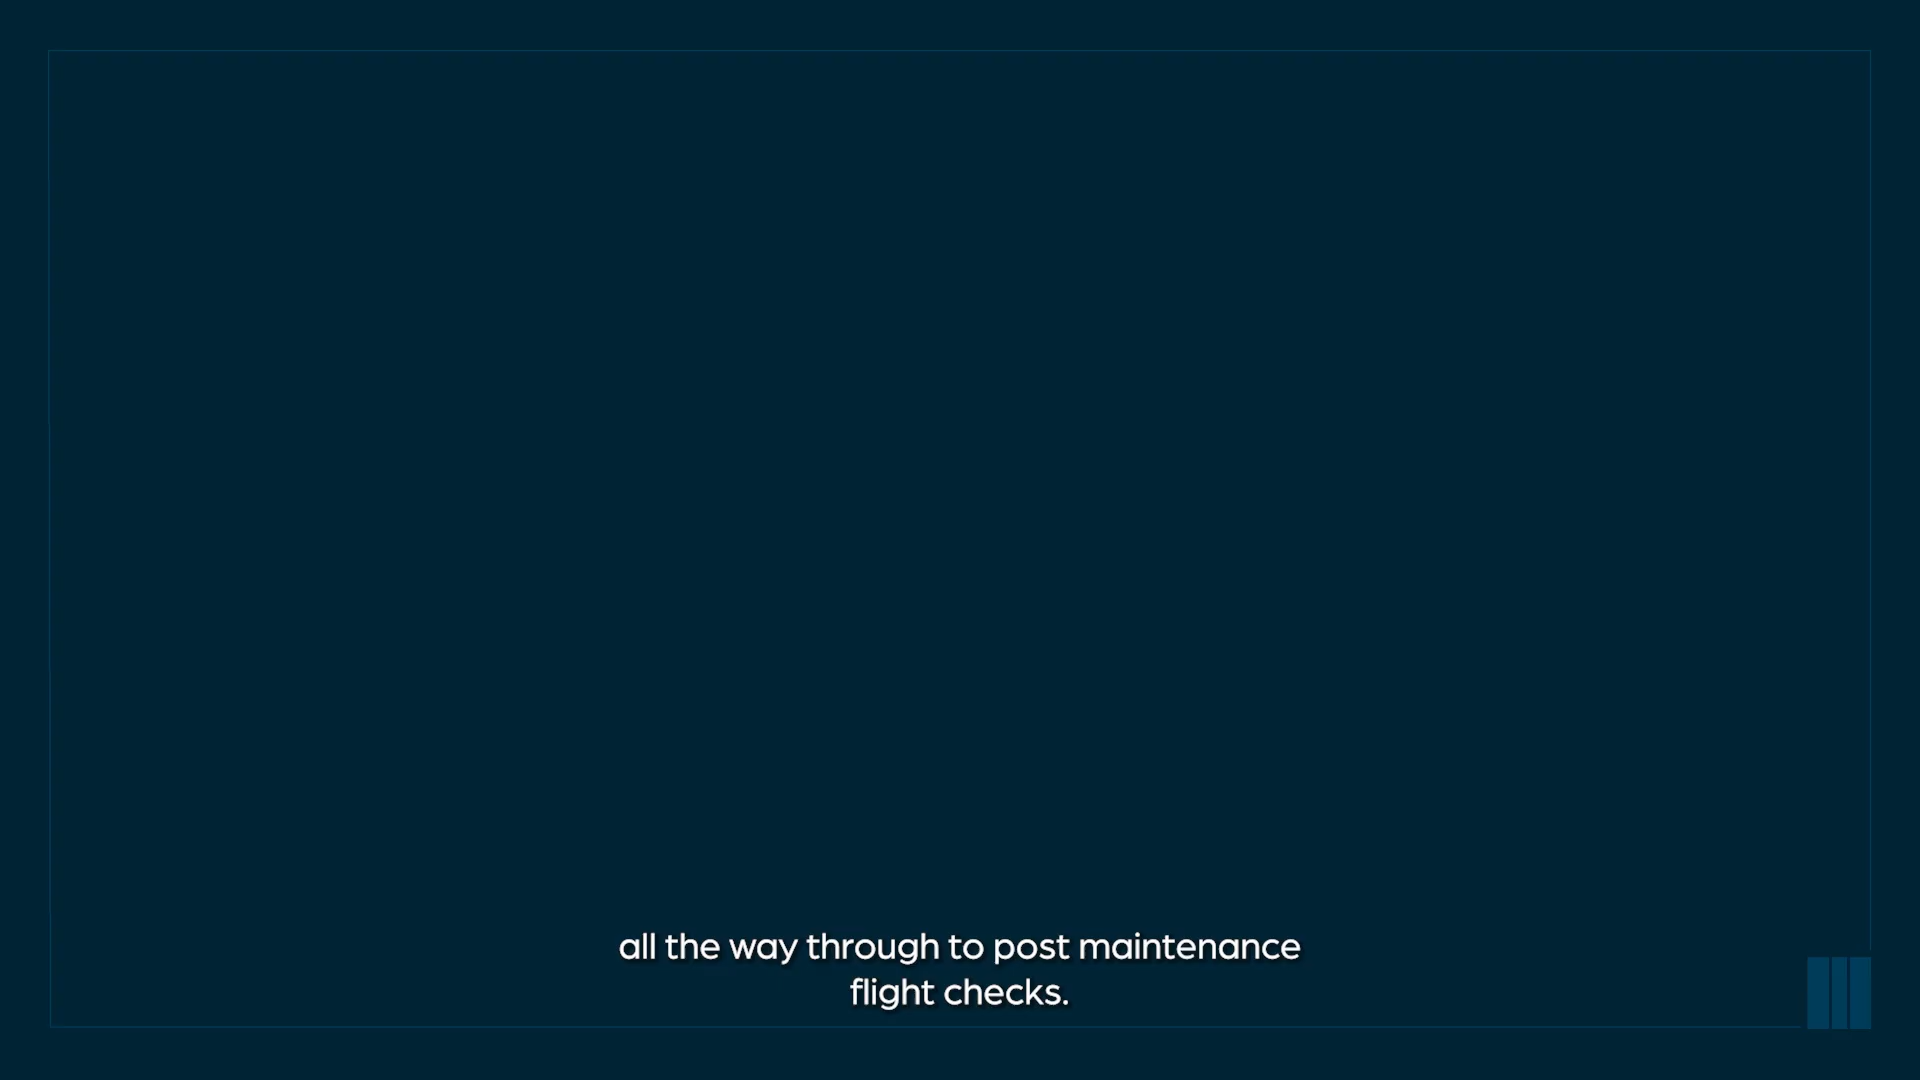 all the way through to post maintenance
flight checks.